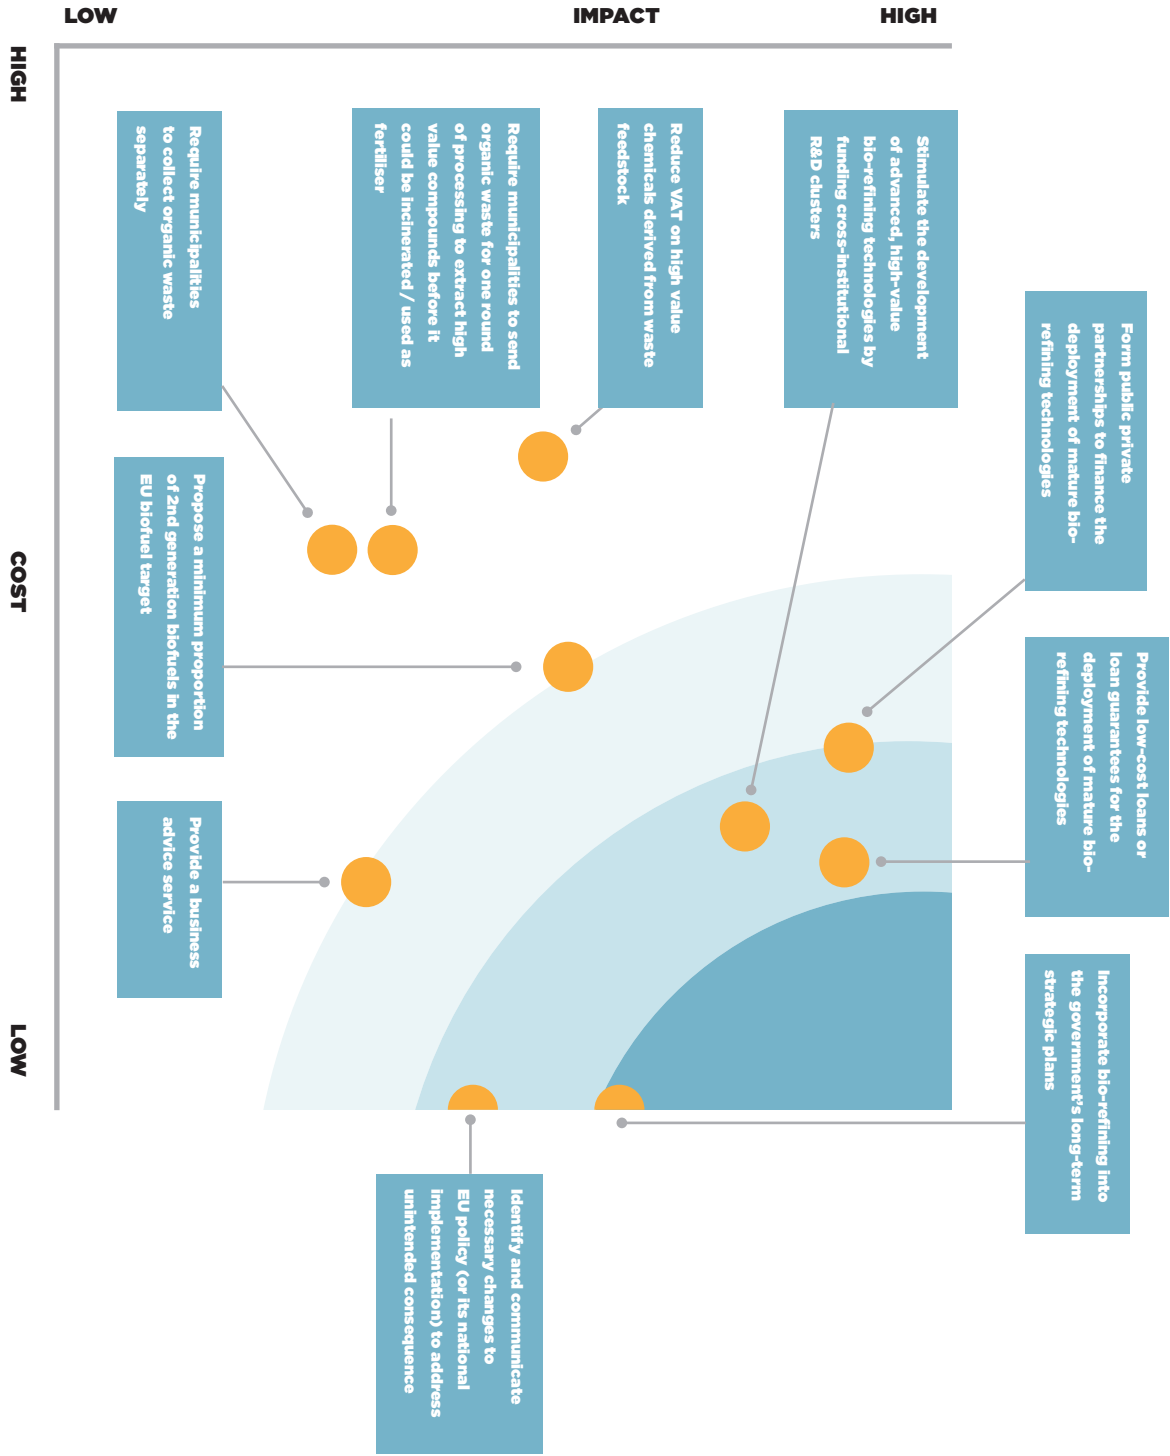 LOW
IMPACT
HIGH
HIGH
COST
LOW
Require municipalities
to collect organic waste
separately
Require municipalities to send
organic waste for one round
of processing to extract high
value compounds before it
could be incinerated / used as
fertiliser
Reduce VAT on high value
chemicals derived from waste
feedstock
Stimulate the development
of advanced, high-value
bio-refining technologies by
funding cross-institutional
R&D clusters
Form public private
partnerships to finance the
deployment of mature bio-
refining technologies
Propose a minimum proportion
of 2nd generation biofuels in the
EU biofuel target
Provide low-cost loans or
loan guarantees for the
deployment of mature bio-
refining technologies
Provide a business
advice service
Incorporate bio-refining into
the government's long-term
strategic plans
Identify and communicate
necessary changes to
EU policy (or its national
implementation) to address
unintended consequence